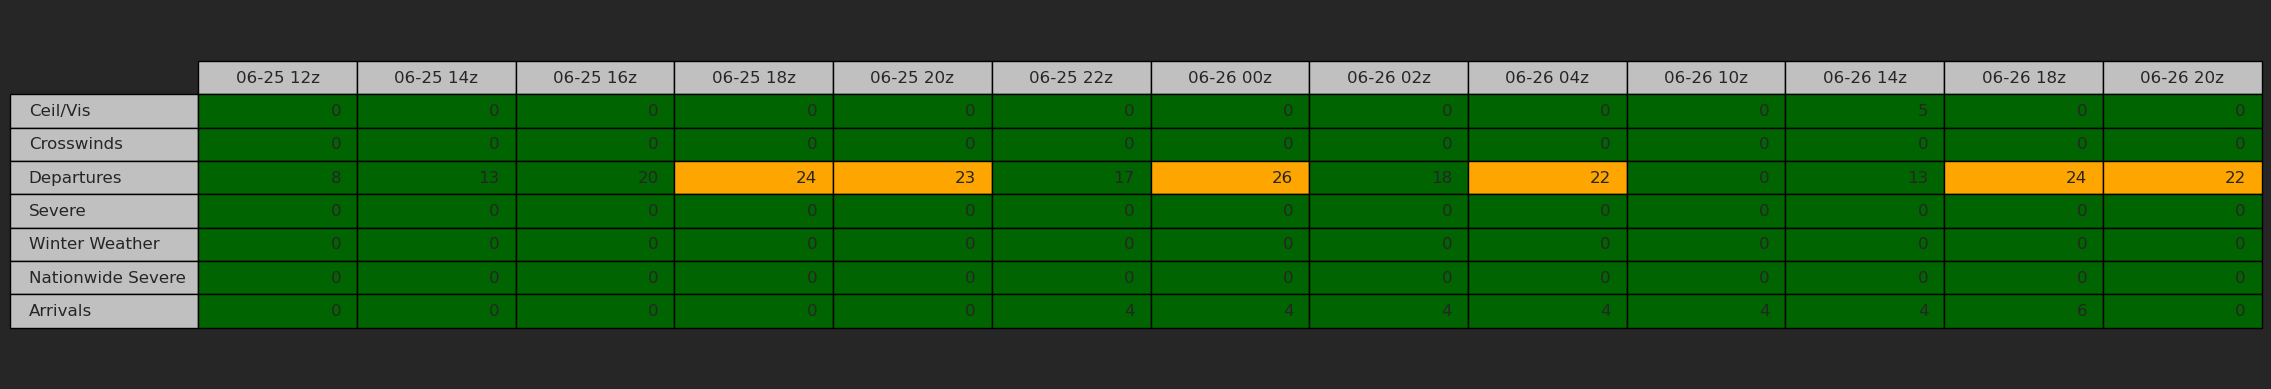 06-25 12z 06-25 14z 06-25 16z 06-25 18z 06-25 20z 06-25 22z 06-26 00z 06-26 02z 06-26 04z 06-26 10z 06-26 14z 06-26 18z 06-26 20z
Ceil/Vis 0 0 0 0 0 0 0 0 0 0 5 0 0
Crosswinds 0 0 0 0 0 0 0 0 0 0 0 0 0
Departures 8 13 20 24 23 17 26 18 22 0 13 24 22
Severe 0 0 0 0 0 0 0 0 0 0 0 0 0
Winter Weather 0 0 0 0 0 0 0 0 0 0 0 0 0
Nationwide Severe 0 0 0 0 0 0 0 0 0 0 0 0 0
Arrivals 0 0 0 0 0 4 4 4 4 4 4 6 0